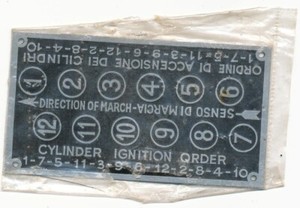 1-7-5-11-3-9-6-12-2-8-4-10
ORDINE DI ACCENSIONE DEI CILINDRI
1 2 3 4 5 6
DIRECTION OF MARCH-MARCIA DI SENSO
12 11 10 9 8 7
CYLINDER IGNITION ORDER
1-7-5-11-3-9-6-12-2-8-4-10